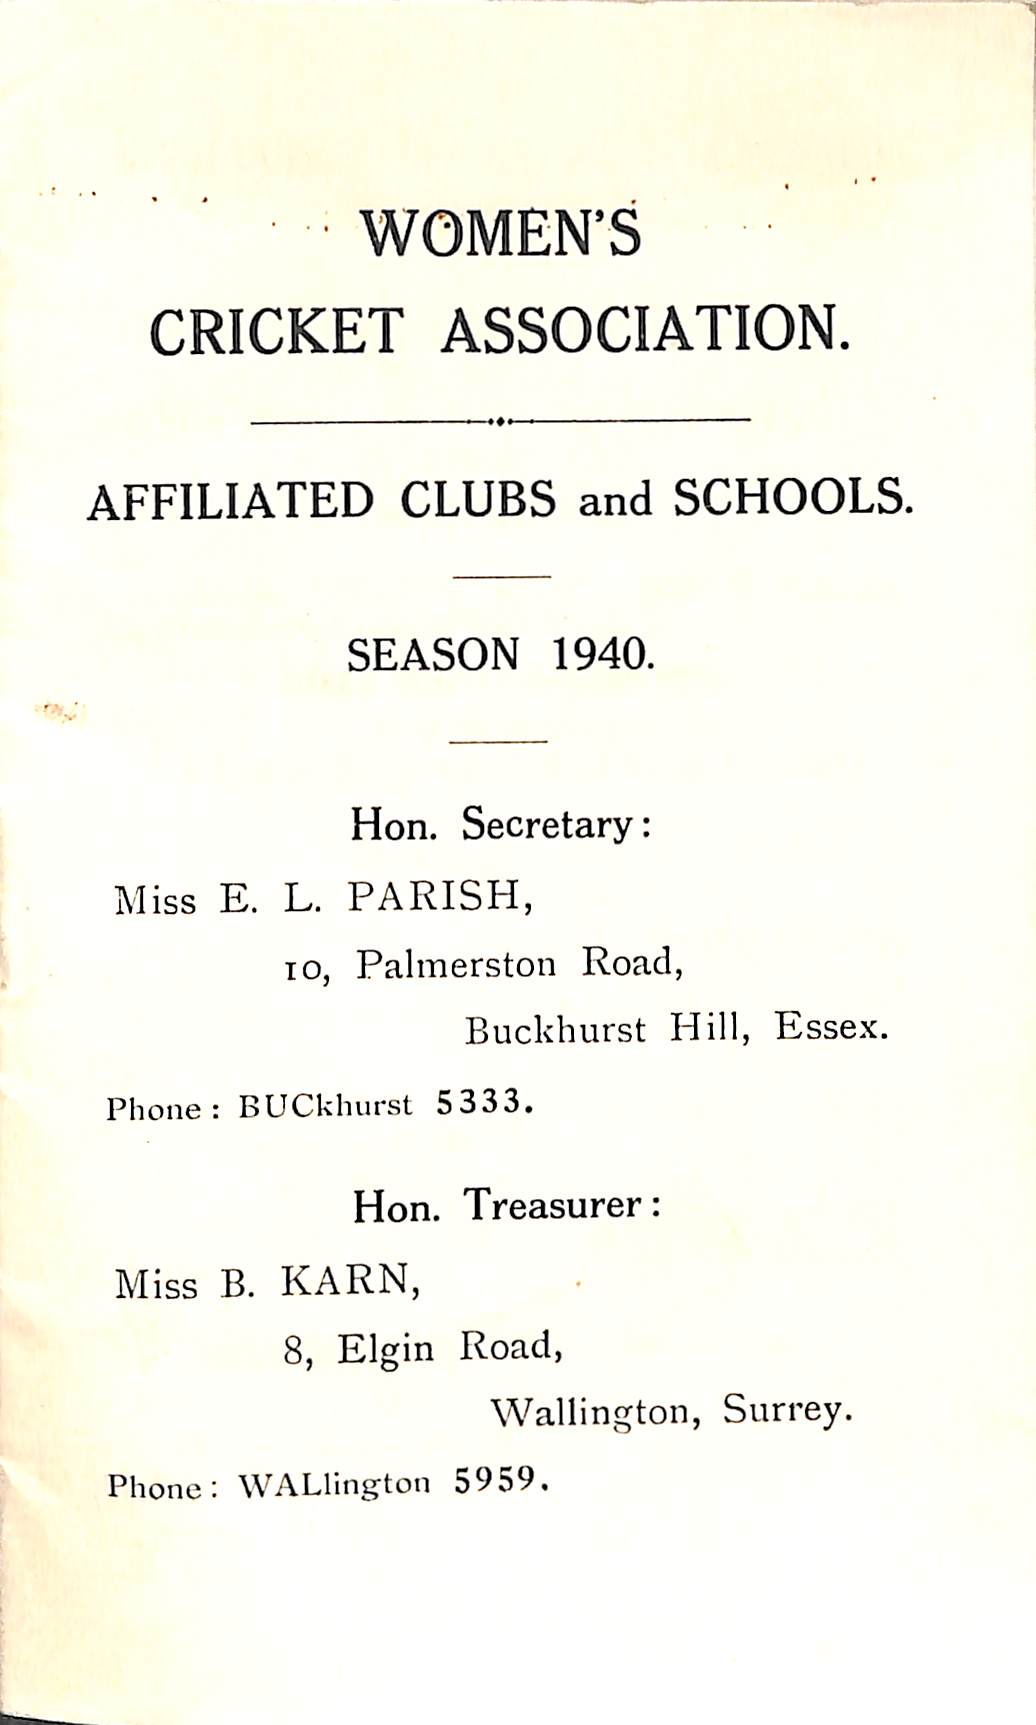 WOMEN'S
CRICKET ASSOCIATION.
AFFILIATED CLUBS and SCHOOLS.
SEASON 1940.
Hon. Secretary:
Miss E. L. PARISH,
10, Palmerston Road,
Buckhurst Hill, Essex.
Phone: BUCkhurst 5333.
Hon. Treasurer:
Miss B. KARN,
8, Elgin Road,
Wallington, Surrey.
Phone: WALlington 5959.